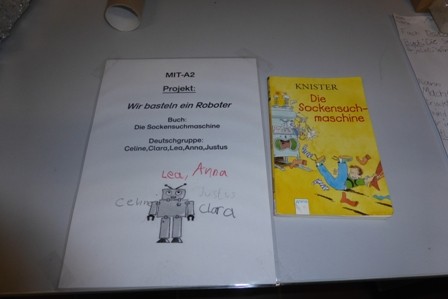 MIT-A2
Projekt:
Wir basteln ein Roboter
Buch:
Die Sockensuchmaschine
Deutschgruppe:
Celine,Clara,Lea,Anna,Justus
Lea, Anna
Celine
Justus
Clara
KNISTER
Die
Sockensuch-
maschine